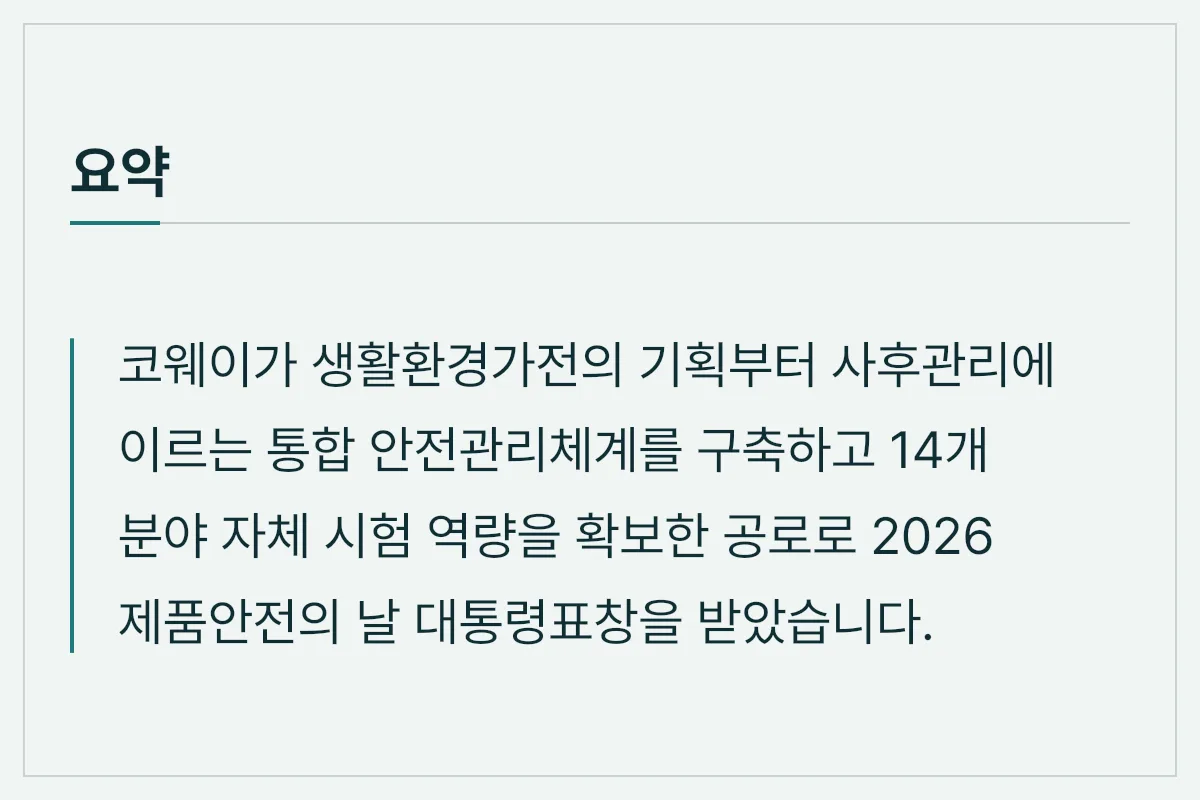 요약
코웨이가 생활환경가전의 기획부터 사후관리에
이르는 통합 안전관리체계를 구축하고 14개
분야 자체 시험 역량을 확보한 공로로 2026
제품안전의 날 대통령표창을 받았습니다.